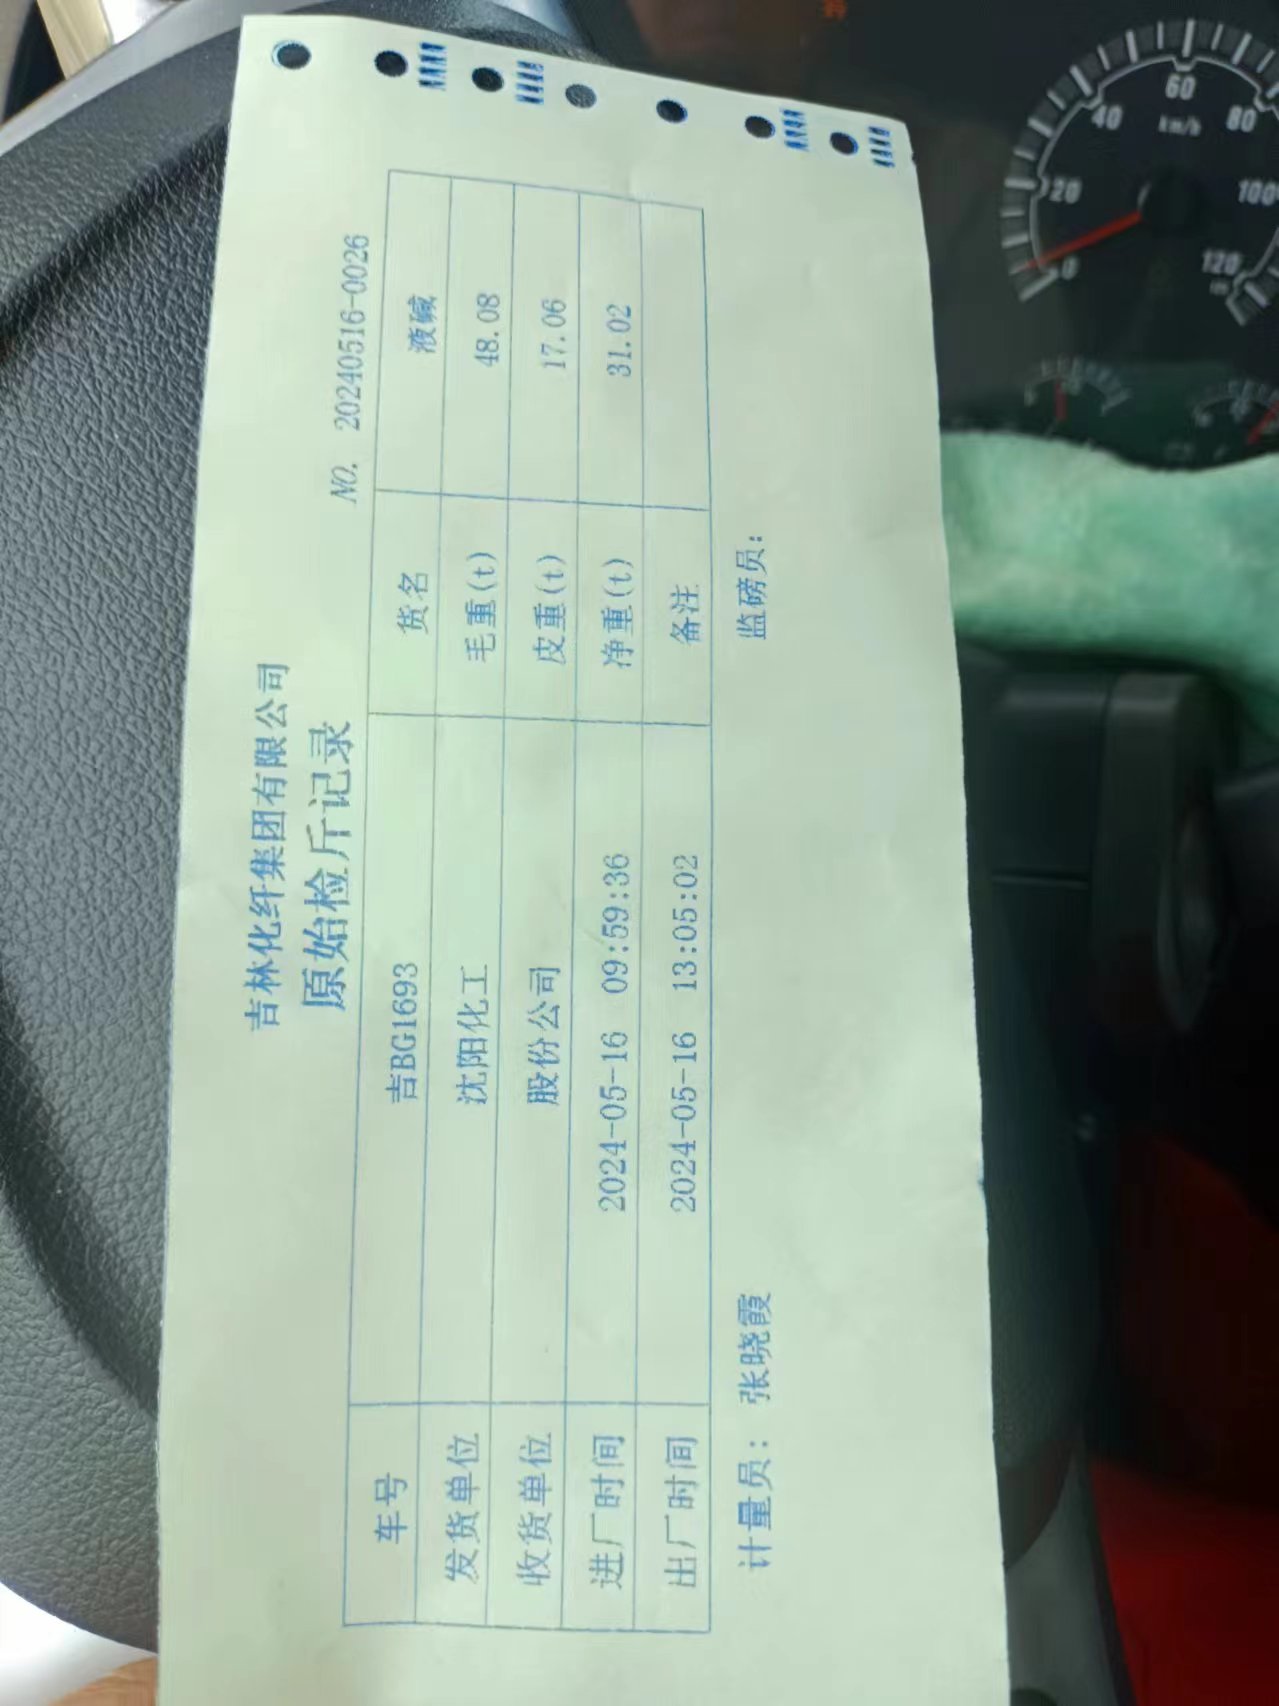 吉林化纤集团有限公司
原始检斤记录
NO. 20240516-0026
车号 吉BG1693 货名 液碱
发货单位 沈阳化工 毛重(t) 48.08
收货单位 股份公司 皮重(t) 17.06
进厂时间 2024-05-16 09:59:36 净重(t) 31.02
出厂时间 2024-05-16 13:05:02 备注
计量员: 张晓霞 监磅员:
0
20
40
60
80
100
120
km/h